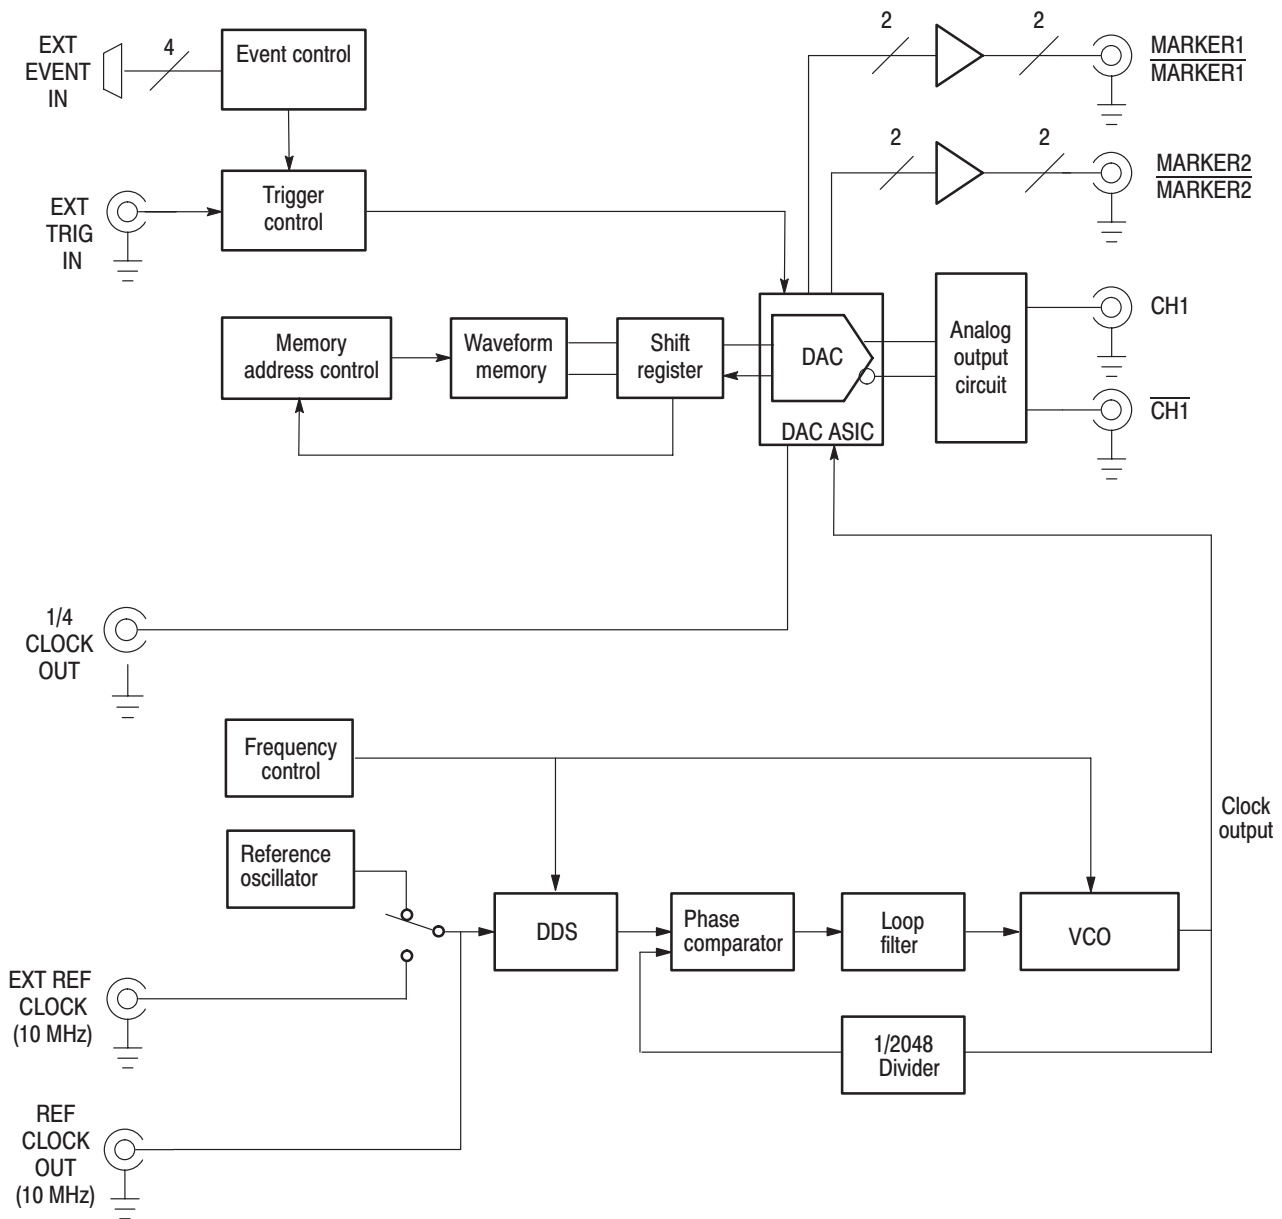 EXT
EVENT
IN
4
Event control
2
2
MARKER1
MARKER1
EXT
TRIG
IN
Trigger
control
2
2
MARKER2
MARKER2
Memory
address control
Waveform
memory
Shift
register
DAC
DAC ASIC
Analog
output
circuit
CH1
CH1
1/4
CLOCK
OUT
Frequency
control
Clock
output
Reference
oscillator
DDS
Phase
comparator
Loop
filter
VCO
EXT REF
CLOCK
(10 MHz)
1/2048
Divider
REF
CLOCK
OUT
(10 MHz)